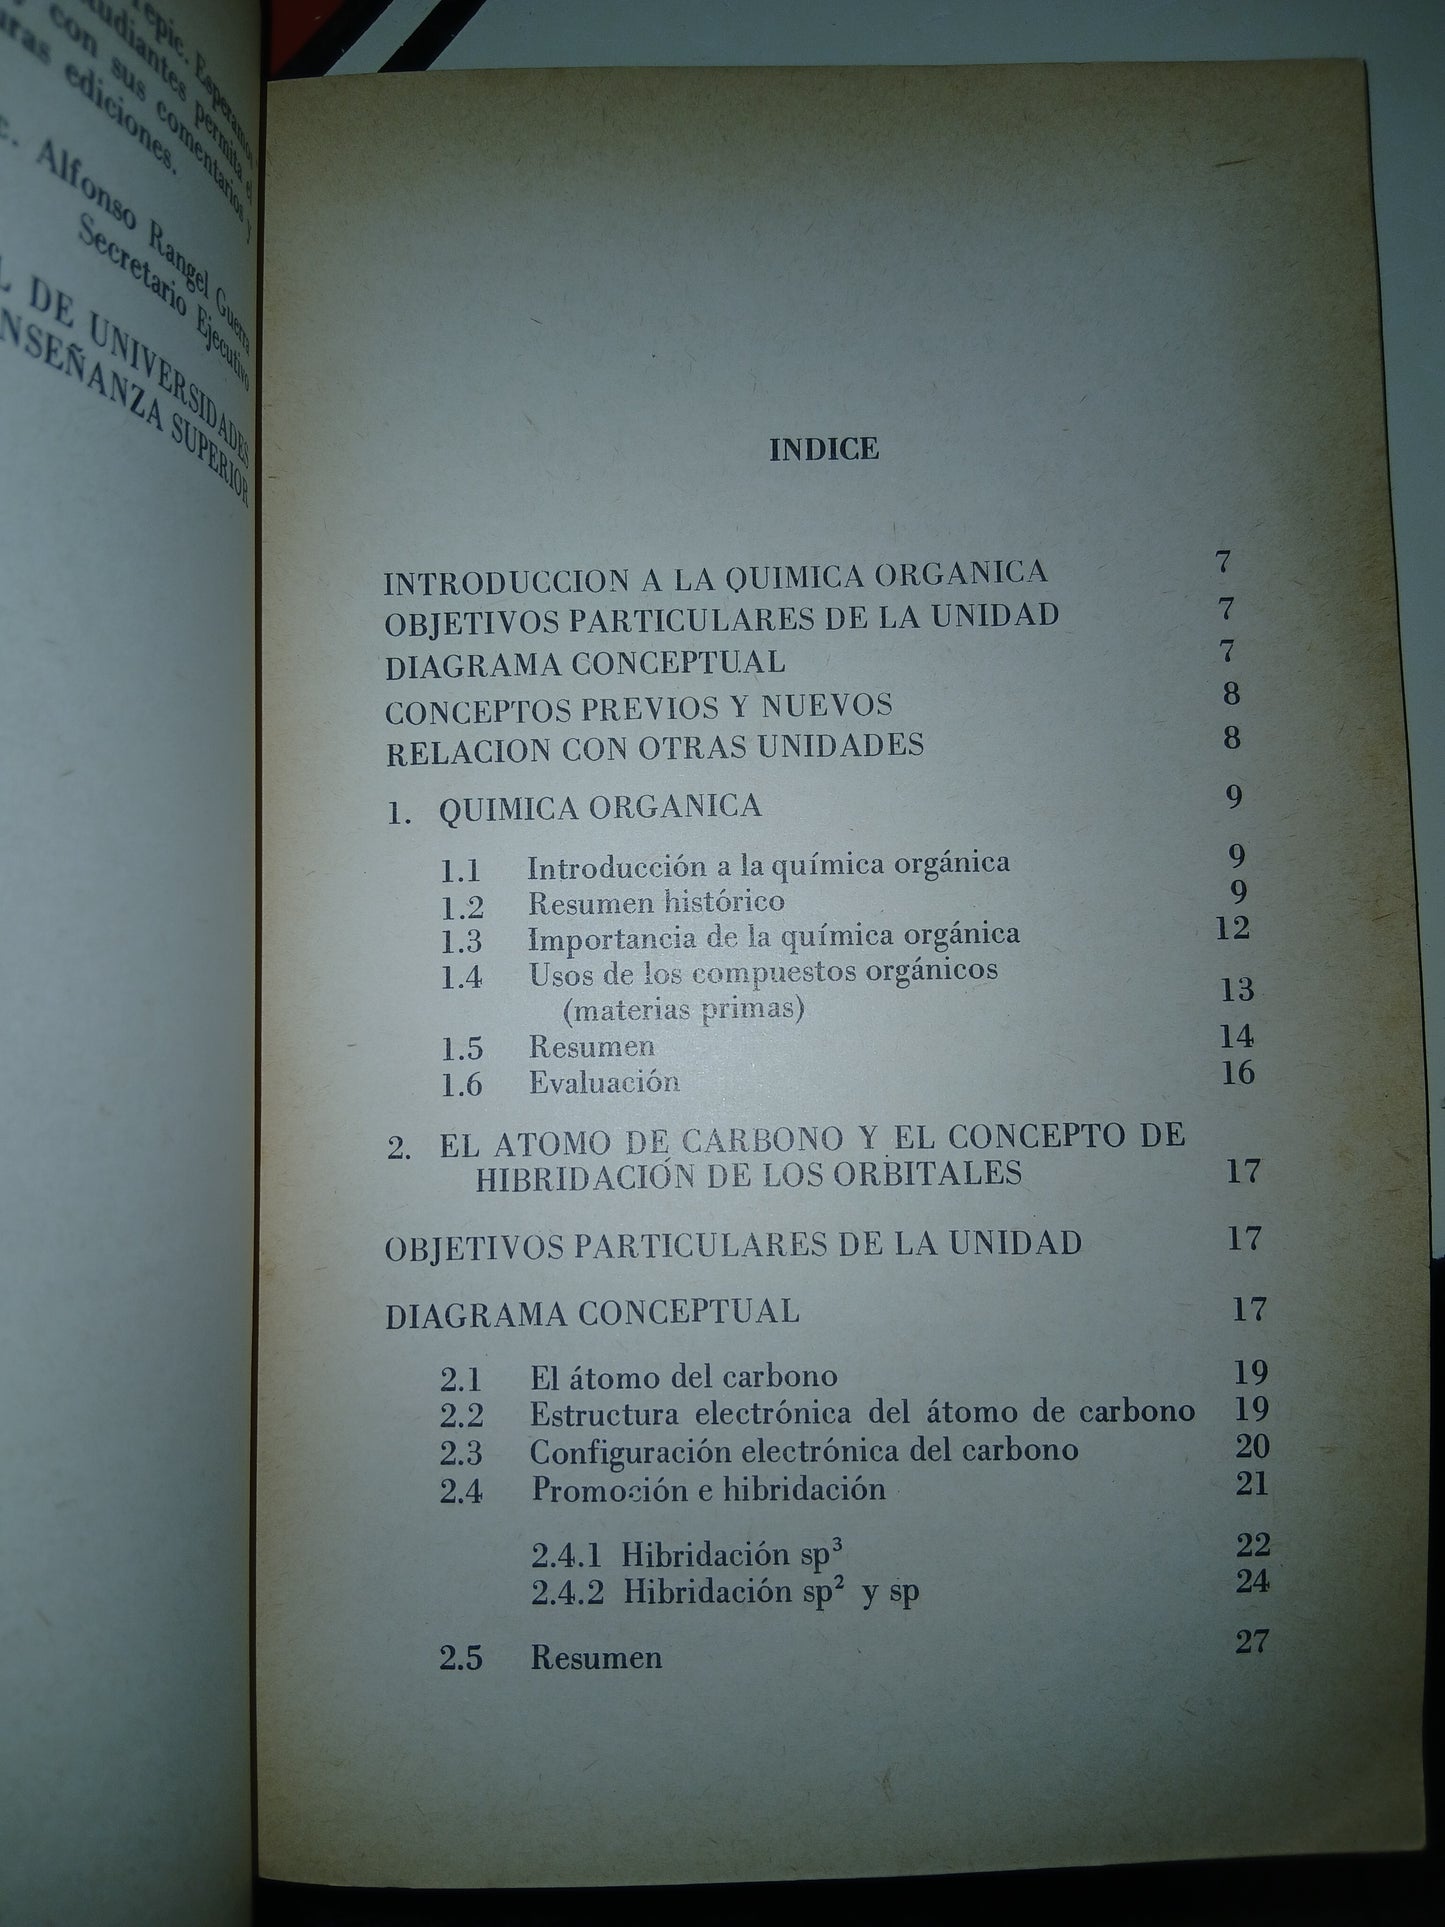 Tepic. Esperamos
estudiantes permita el
y con sus comentarios y
uras ediciones.
c. Alfonso Rangel Guerra
Secretario Ejecutivo
L DE UNIVERSIDADES
NSEÑANZA SUPERIOR
INDICE
INTRODUCCION A LA QUIMICA ORGANICA 7
OBJETIVOS PARTICULARES DE LA UNIDAD 7
DIAGRAMA CONCEPTUAL 7
CONCEPTOS PREVIOS Y NUEVOS 8
RELACION CON OTRAS UNIDADES 8
1. QUIMICA ORGANICA 9
1.1 Introducción a la química orgánica 9
1.2 Resumen histórico 9
1.3 Importancia de la química orgánica 12
1.4 Usos de los compuestos orgánicos
(materias primas) 13
1.5 Resumen 14
1.6 Evaluación 16
2. EL ATOMO DE CARBONO Y EL CONCEPTO DE
HIBRIDACIÓN DE LOS ORBITALES 17
OBJETIVOS PARTICULARES DE LA UNIDAD 17
DIAGRAMA CONCEPTUAL 17
2.1 El átomo del carbono 19
2.2 Estructura electrónica del átomo de carbono 19
2.3 Configuración electrónica del carbono 20
2.4 Promoción e hibridación 21
2.4.1 Hibridación sp³ 22
2.4.2 Hibridación sp² y sp 24
2.5 Resumen 27